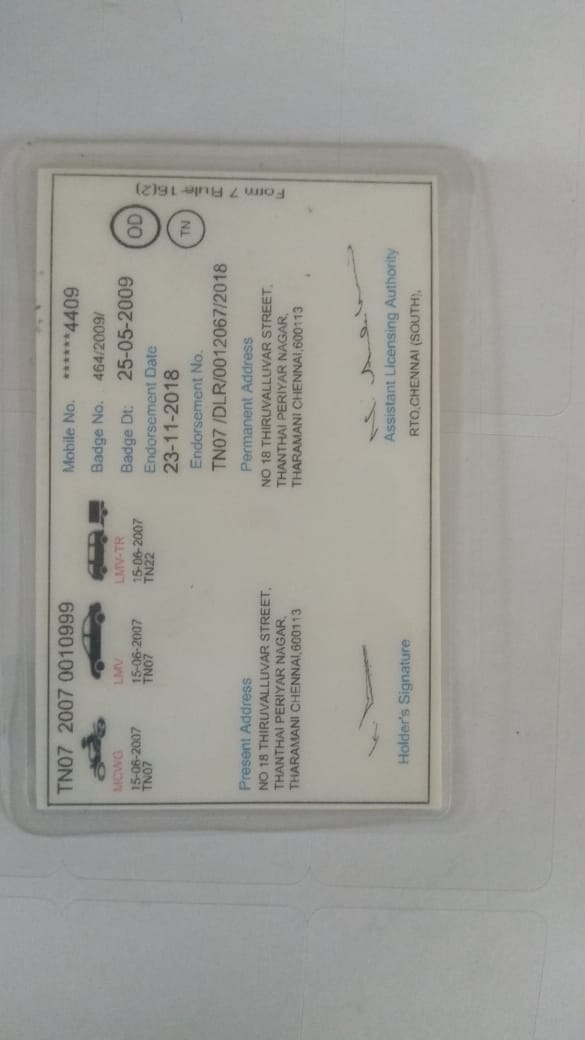 TN07 2007 0010999
MCWG
15-06-2007
TN07
LMV
15-06-2007
TN07
LMV-TR
15-06-2007
TN22
Mobile No. ******4409
Badge No. 464/2009/
Badge Dt: 25-05-2009
Endorsement Date
23-11-2018
Endorsement No.
TN07 /DLR/0012067/2018
OD
TN
Form 7 Rule 16(2)
Present Address
NO 18 THIRUVALLUVAR STREET,
THANTHAI PERIYAR NAGAR,
THARAMANI CHENNAI,600113
Permanent Address
NO 18 THIRUVALLUVAR STREET,
THANTHAI PERIYAR NAGAR,
THARAMANI CHENNAI,600113
Holder's Signature
Assistant Licensing Authority
RTO,CHENNAI (SOUTH),